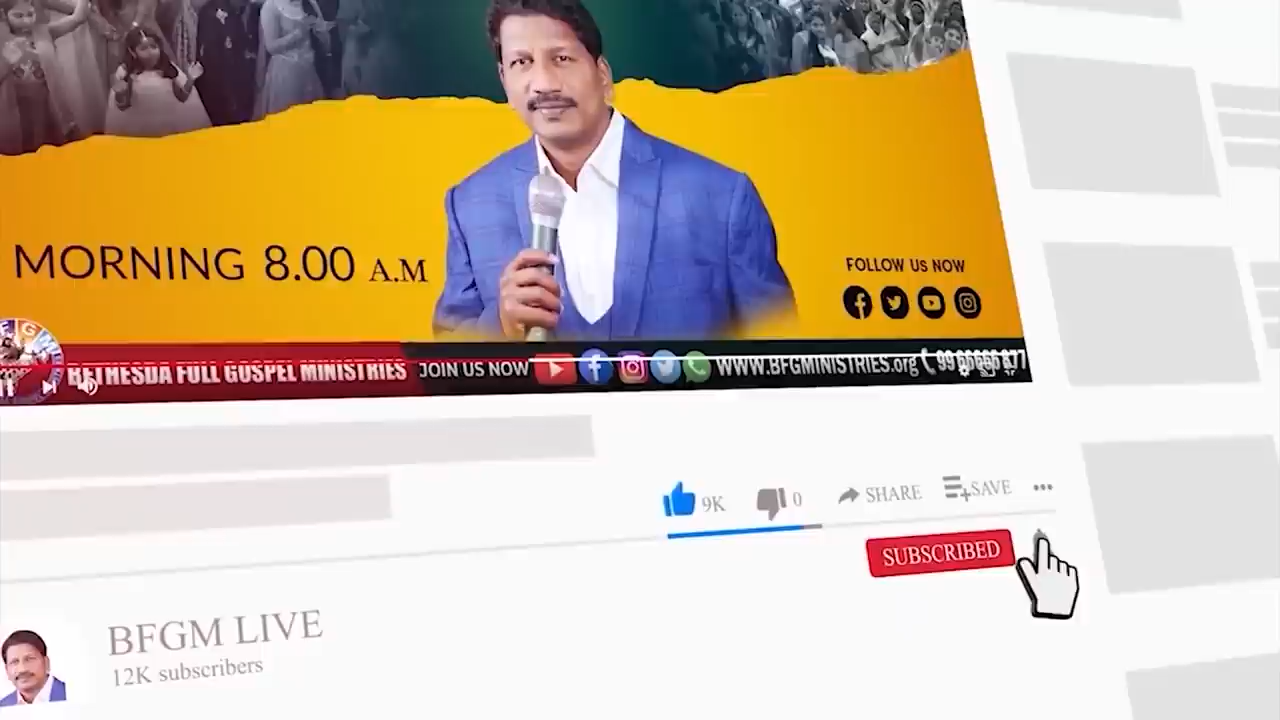 MORNING 8.00 A.M
FOLLOW US NOW
BETHESDA FULL GOSPEL MINISTRIES JOIN US NOW WWW.BFGMINISTRIES.org
9K 0 SHARE SAVE
SUBSCRIBED
BFGM LIVE
12K subscribers